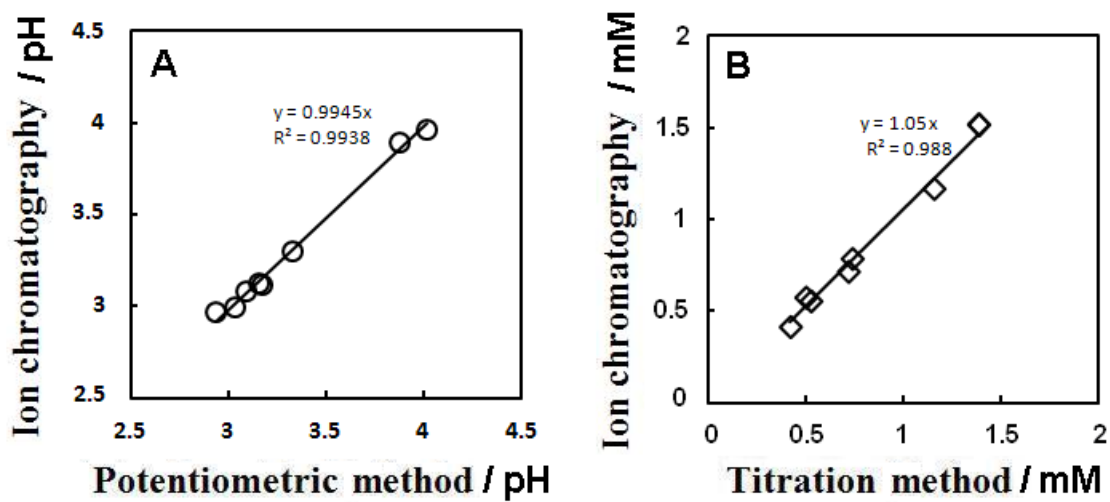 A
y = 0.9945x
R² = 0.9938
Ion chromatography / pH
4.5
4
3.5
3
2.5
2.5 3 3.5 4 4.5
Potentiometric method / pH
B
y = 1.05x
R² = 0.988
Ion chromatography / mM
2
1.5
1
0.5
0
0 0.5 1 1.5 2
Titration method / mM